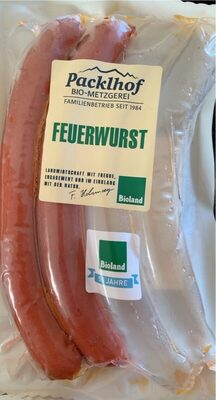 Packlhof
BIO-METZGEREI
FAMILIENBETRIEB SEIT 1984
FEUERWURST
LANDWIRTSCHAFT MIT FREUDE,
ENGAGEMENT UND IM EINKLANG
MIT DER NATUR.
Bioland
Bioland
JAHRE